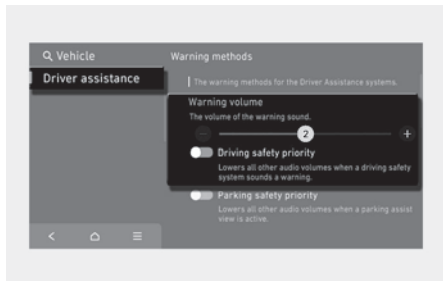 Vehicle
Warning methods
Driver assistance
The warning methods for the Driver Assistance systems.
Warning volume
The volume of the warning sound.
2
Driving safety priority
Lowers all other audio volumes when a driving safety
system sounds a warning.
Parking safety priority
Lowers all other audio volumes when a parking assist
view is active.